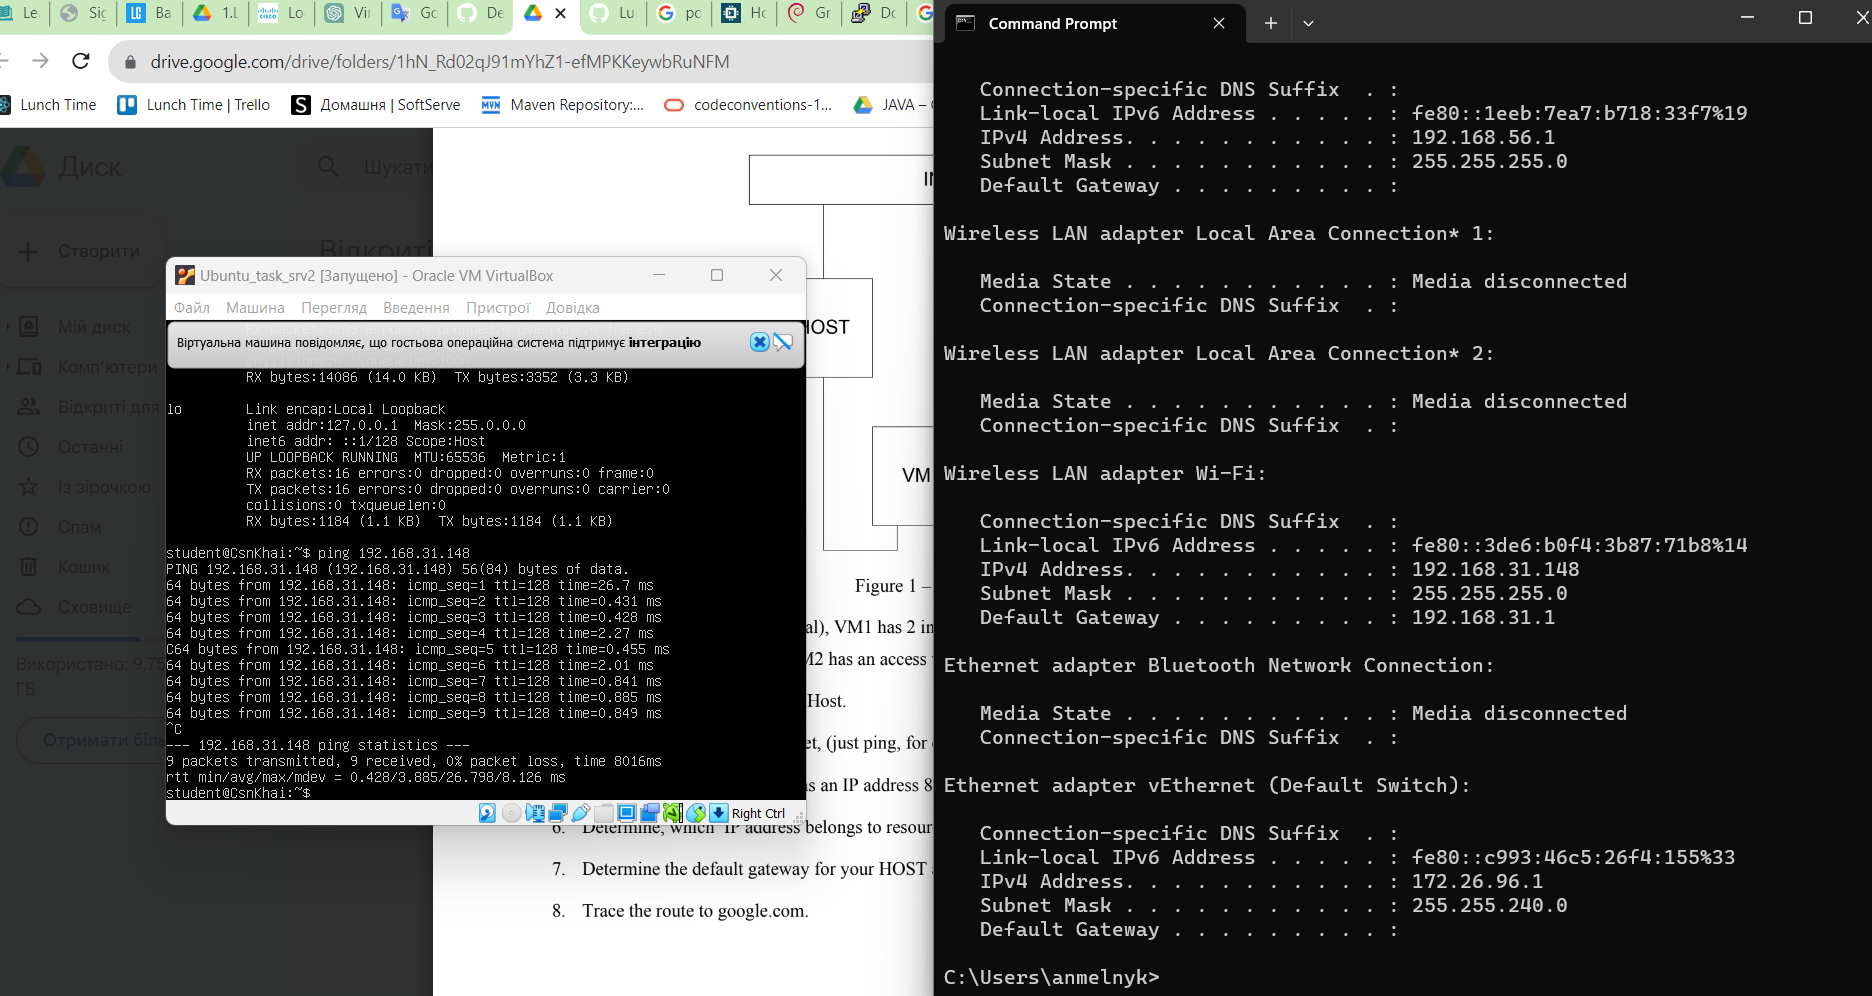 Lunch Time
Lunch Time | Trello
Домашня | SoftServe
Maven Repository:...
codeconventions-1...
drive.google.com/drive/folders/1hN_Rd02qJ91mYhZ1-efMPKKeywbRuNFM
Диск
Створити
Мій диск
Комп'ютери
Відкриті для
Останні
Із зірочкою
Спам
Кошик
Сховище
Ubuntu_task_srv2 [Запущено] - Oracle VM VirtualBox
Файл Машина Перегляд Введення Пристрої Довідка
RX packets:209 errors:0 dropped:0 overruns:0 frame:0
Віртуальна машина повідомляє, що гостьова операційна система підтримує інтеграцію
RX bytes:14086 (14.0 KB) TX bytes:3352 (3.3 KB)
lo Link encap:Local Loopback
inet addr:127.0.0.1 Mask:255.0.0.0
inet6 addr: ::1/128 Scope:Host
UP LOOPBACK RUNNING MTU:65536 Metric:1
RX packets:16 errors:0 dropped:0 overruns:0 frame:0
TX packets:16 errors:0 dropped:0 overruns:0 carrier:0
collisions:0 txqueuelen:0
RX bytes:1184 (1.1 KB) TX bytes:1184 (1.1 KB)
student@CsnKhai:~$ ping 192.168.31.148
PING 192.168.31.148 (192.168.31.148) 56(84) bytes of data.
64 bytes from 192.168.31.148: icmp_seq=1 ttl=128 time=26.7 ms
64 bytes from 192.168.31.148: icmp_seq=2 ttl=128 time=0.431 ms
64 bytes from 192.168.31.148: icmp_seq=3 ttl=128 time=0.428 ms
64 bytes from 192.168.31.148: icmp_seq=4 ttl=128 time=2.27 ms
C64 bytes from 192.168.31.148: icmp_seq=5 ttl=128 time=0.455 ms
64 bytes from 192.168.31.148: icmp_seq=6 ttl=128 time=2.01 ms
64 bytes from 192.168.31.148: icmp_seq=7 ttl=128 time=0.841 ms
64 bytes from 192.168.31.148: icmp_seq=8 ttl=128 time=0.885 ms
64 bytes from 192.168.31.148: icmp_seq=9 ttl=128 time=0.849 ms
^C
--- 192.168.31.148 ping statistics ---
9 packets transmitted, 9 received, 0% packet loss, time 8016ms
rtt min/avg/max/mdev = 0.428/3.885/26.798/8.126 ms
student@CsnKhai:~$
Right Ctrl
HOST
VM
Figure 1 –
al), VM1 has 2 in
M2 has an access
Host.
et, (just ping, for
as an IP address 8
6. Determine, which IP address belongs to resour
7. Determine the default gateway for your HOST
8. Trace the route to google.com.
Command Prompt
Connection-specific DNS Suffix . :
Link-local IPv6 Address . . . . . : fe80::1eeb:7ea7:b718:33f7%19
IPv4 Address. . . . . . . . . . . : 192.168.56.1
Subnet Mask . . . . . . . . . . . : 255.255.255.0
Default Gateway . . . . . . . . . :
Wireless LAN adapter Local Area Connection* 1:
Media State . . . . . . . . . . . : Media disconnected
Connection-specific DNS Suffix . :
Wireless LAN adapter Local Area Connection* 2:
Media State . . . . . . . . . . . : Media disconnected
Connection-specific DNS Suffix . :
Wireless LAN adapter Wi-Fi:
Connection-specific DNS Suffix . :
Link-local IPv6 Address . . . . . : fe80::3de6:b0f4:3b87:71b8%14
IPv4 Address. . . . . . . . . . . : 192.168.31.148
Subnet Mask . . . . . . . . . . . : 255.255.255.0
Default Gateway . . . . . . . . . : 192.168.31.1
Ethernet adapter Bluetooth Network Connection:
Media State . . . . . . . . . . . : Media disconnected
Connection-specific DNS Suffix . :
Ethernet adapter vEthernet (Default Switch):
Connection-specific DNS Suffix . :
Link-local IPv6 Address . . . . . : fe80::c993:46c5:26f4:155%33
IPv4 Address. . . . . . . . . . . : 172.26.96.1
Subnet Mask . . . . . . . . . . . : 255.255.240.0
Default Gateway . . . . . . . . . :
C:\Users\anmelnyk>